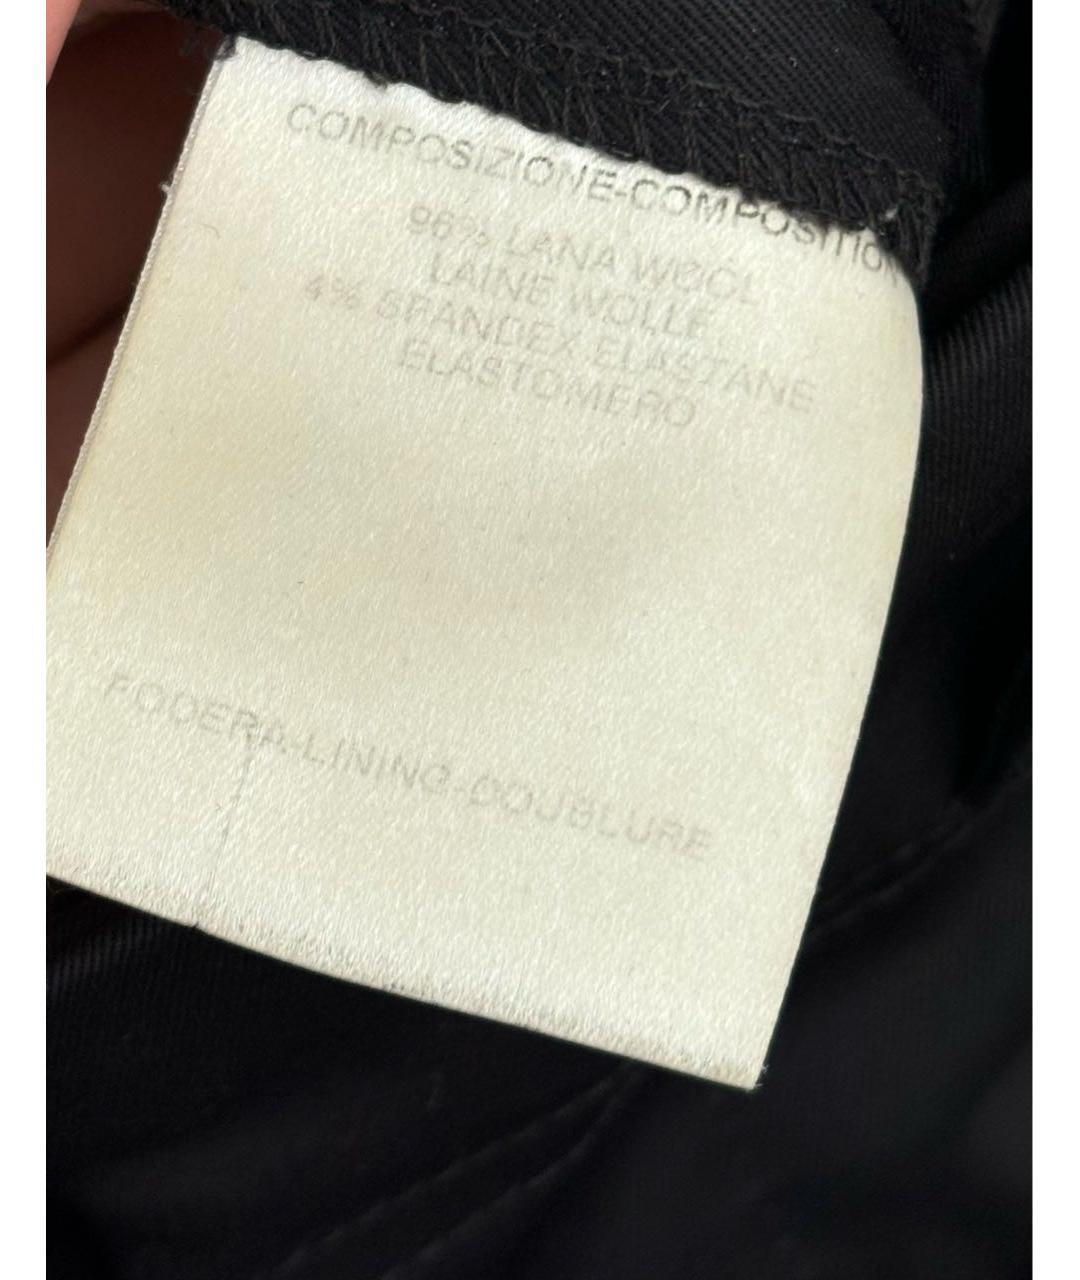 COMPOSIZIONE-COMPOSITION
96% LANA WOOL
LAINE WOLLE
4% SPANDEX ELASTANE
ELASTOMERO
FODERA-LINING-DOUBLURE